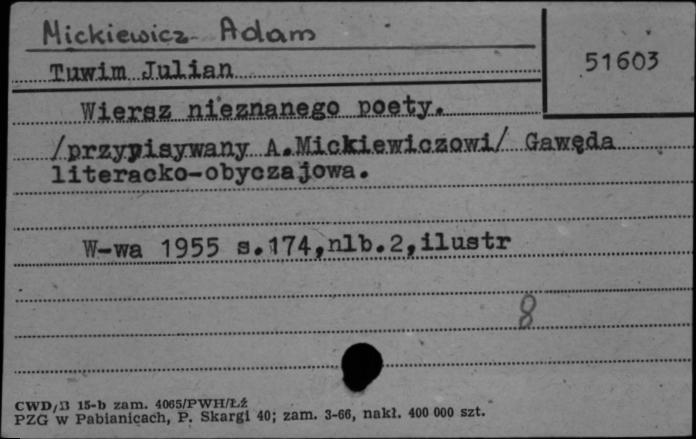 Mickiewicz Adam
51603
Tuwim Julian
Wiersz nieznanego poety.
/przypisywany A.Mickiewiczowi/ Gawęda
literacko-obyczajowa.
W-wa 1955 s.174,nlb.2,ilustr
8
CWD/B 15-b zam. 4065/PWH/Łź
PZG w Pabianicach, P. Skargi 40; zam. 3-66, nakł. 400 000 szt.